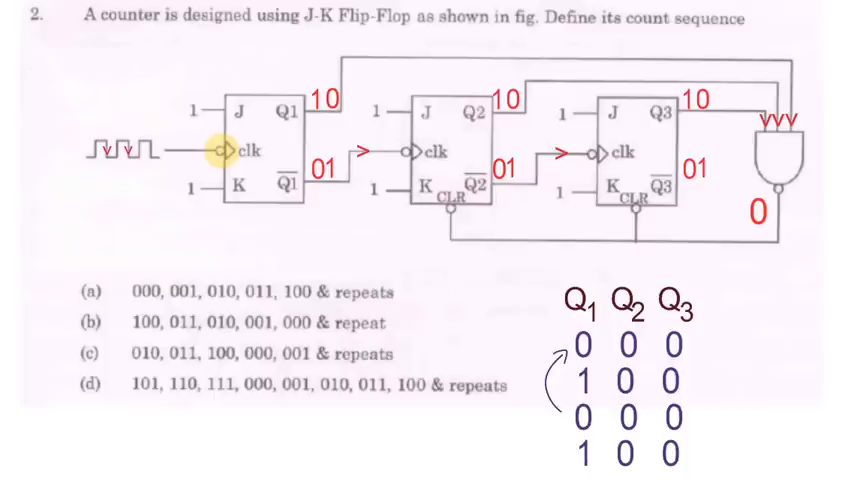 2. A counter is designed using J-K Flip-Flop as shown in fig. Define its count sequence
1 J Q1 10 1 J Q2 10 1 J Q3 10
clk clk clk
1 K Q1 01 1 K Q2 01 1 K Q3 01
CLR CLR
0
(a) 000, 001, 010, 011, 100 & repeats
(b) 100, 011, 010, 001, 000 & repeat
(c) 010, 011, 100, 000, 001 & repeats
(d) 101, 110, 111, 000, 001, 010, 011, 100 & repeats
Q1 Q2 Q3
0 0 0
1 0 0
0 0 0
1 0 0